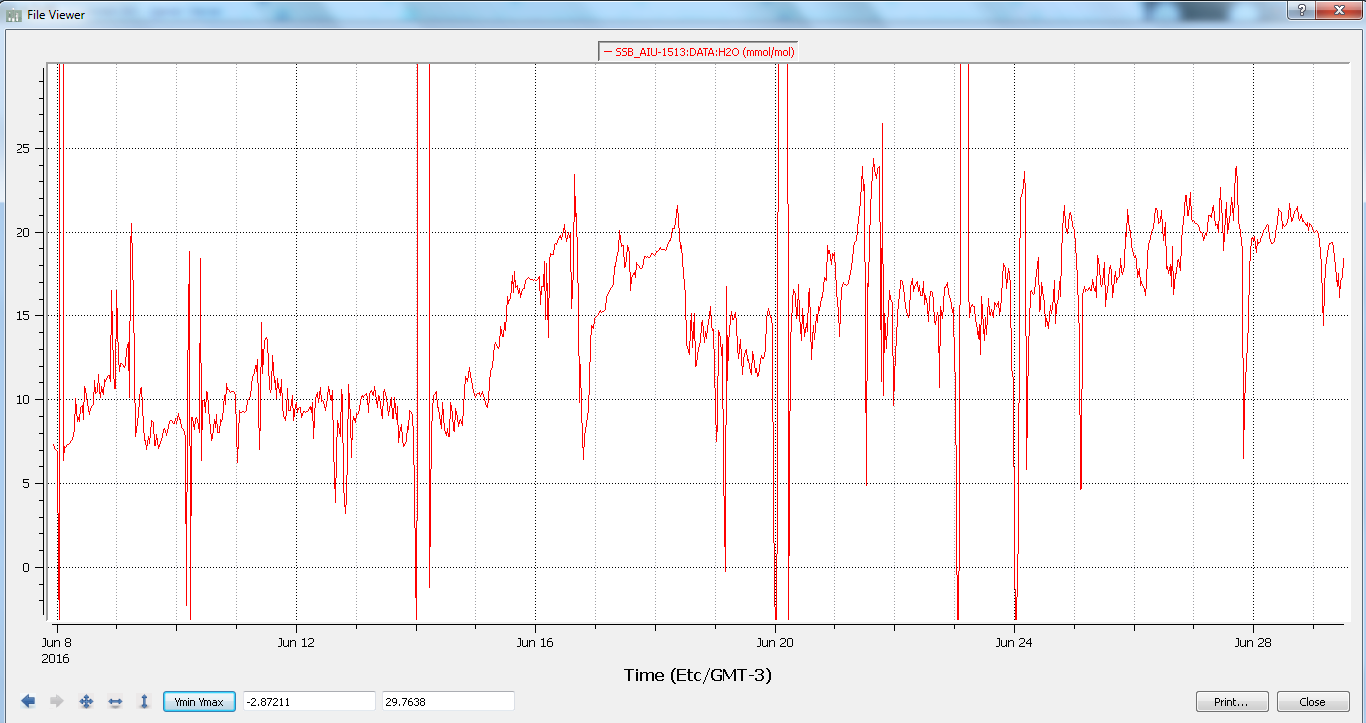 File Viewer
SSB_AIU-1513:DATA:H2O (mmol/mol)
25
20
15
10
5
0
Jun 8 Jun 12 Jun 16 Jun 20 Jun 24 Jun 28
2016
Time (Etc/GMT-3)
Ymin Ymax -2.87211 29.7638 Print... Close